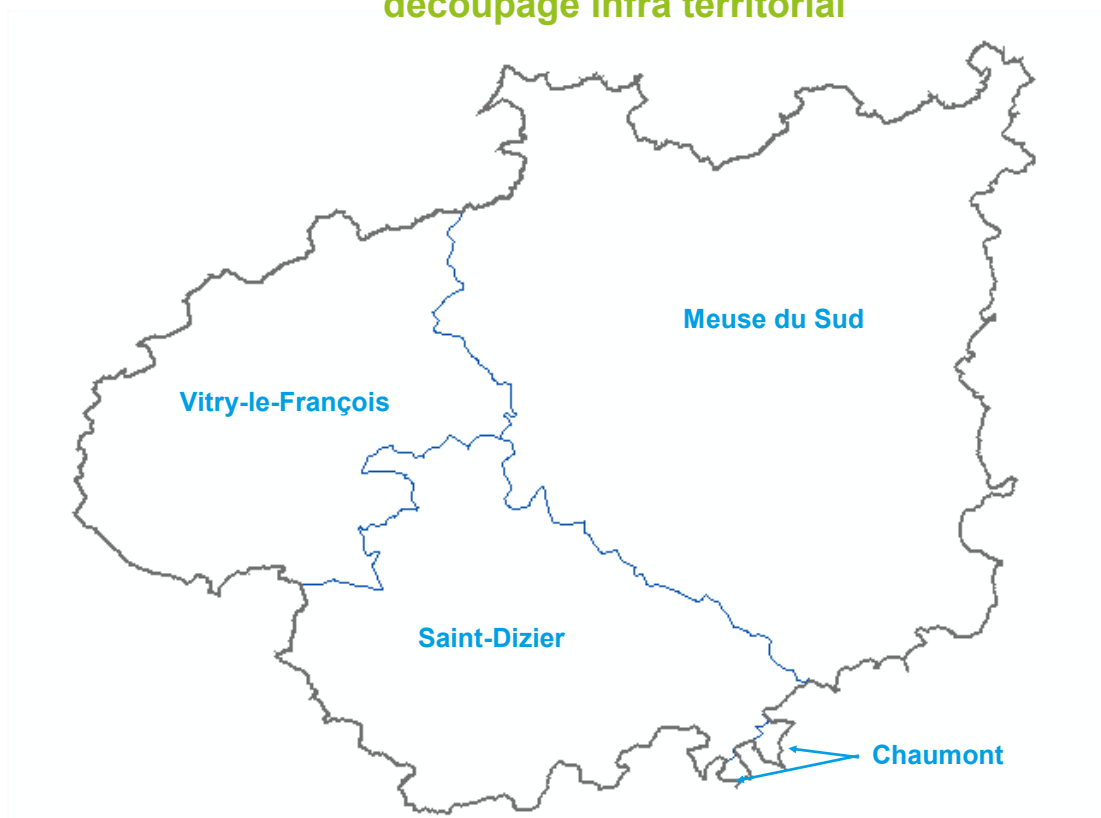 découpage infra territorial
Meuse du Sud
Vitry-le-François
Saint-Dizier
Chaumont